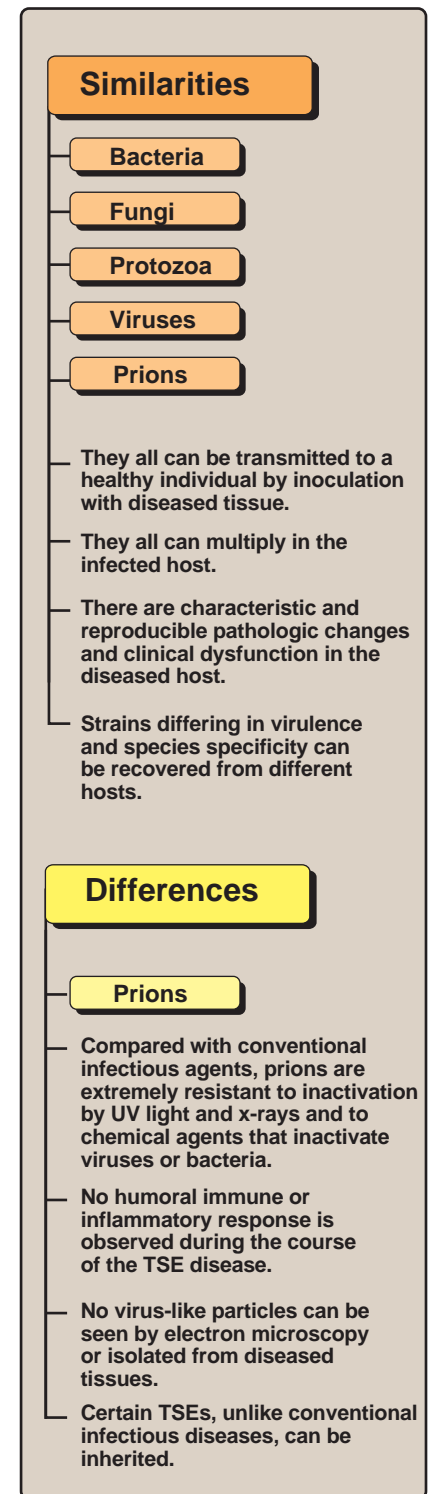 Similarities
Bacteria
Fungi
Protozoa
Viruses
Prions
They all can be transmitted to a
healthy individual by inoculation
with diseased tissue.
They all can multiply in the
infected host.
There are characteristic and
reproducible pathologic changes
and clinical dysfunction in the
diseased host.
Strains differing in virulence
and species specificity can
be recovered from different
hosts.
Differences
Prions
Compared with conventional
infectious agents, prions are
extremely resistant to inactivation
by UV light and x-rays and to
chemical agents that inactivate
viruses or bacteria.
No humoral immune or
inflammatory response is
observed during the course
of the TSE disease.
No virus-like particles can be
seen by electron microscopy
or isolated from diseased
tissues.
Certain TSEs, unlike conventional
infectious diseases, can be
inherited.